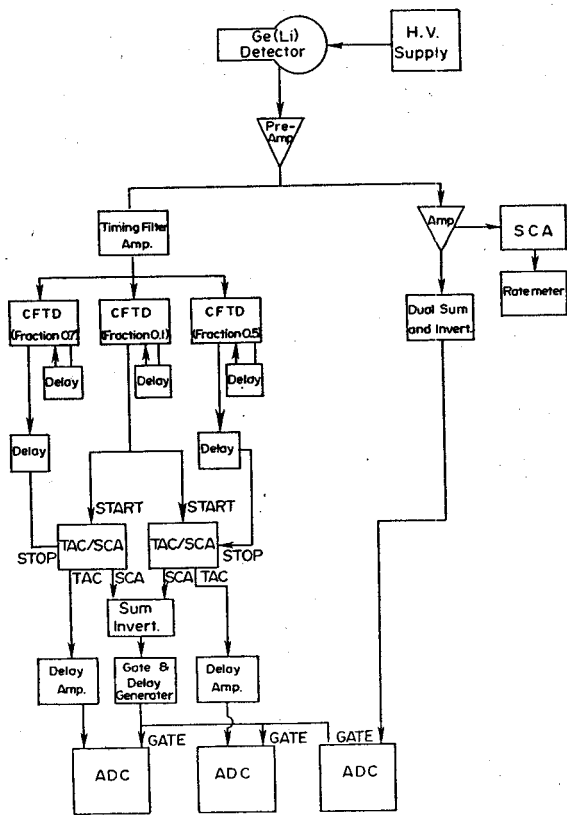 Ge(Li)
Detector
H.V.
Supply
Pre-
Amp
Timing Filter
Amp.
Amp
SCA
Ratemeter
CFTD
(Fraction 0.7)
CFTD
(Fraction 0.1)
CFTD
(Fraction 0.5)
Dual Sum
and Invert.
Delay
Delay
Delay
Delay
Delay
START
START
TAC/SCA
TAC/SCA
STOP
STOP
TAC
SCA
SCA
TAC
Sum
Invert.
Delay
Amp.
Gate &
Delay
Generater
Delay
Amp.
GATE
GATE
GATE
ADC
ADC
ADC